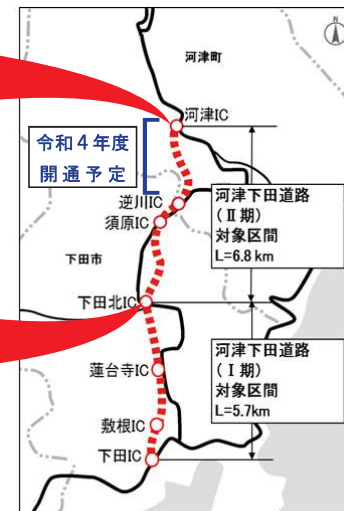 河津町
河津IC
令和４年度
開通予定
逆川IC
須原IC
河津下田道路
(Ⅱ期)
対象区間
L=6.8 km
下田市
下田北IC
河津下田道路
(Ⅰ期)
対象区間
L=5.7km
蓮台寺IC
敷根IC
下田IC